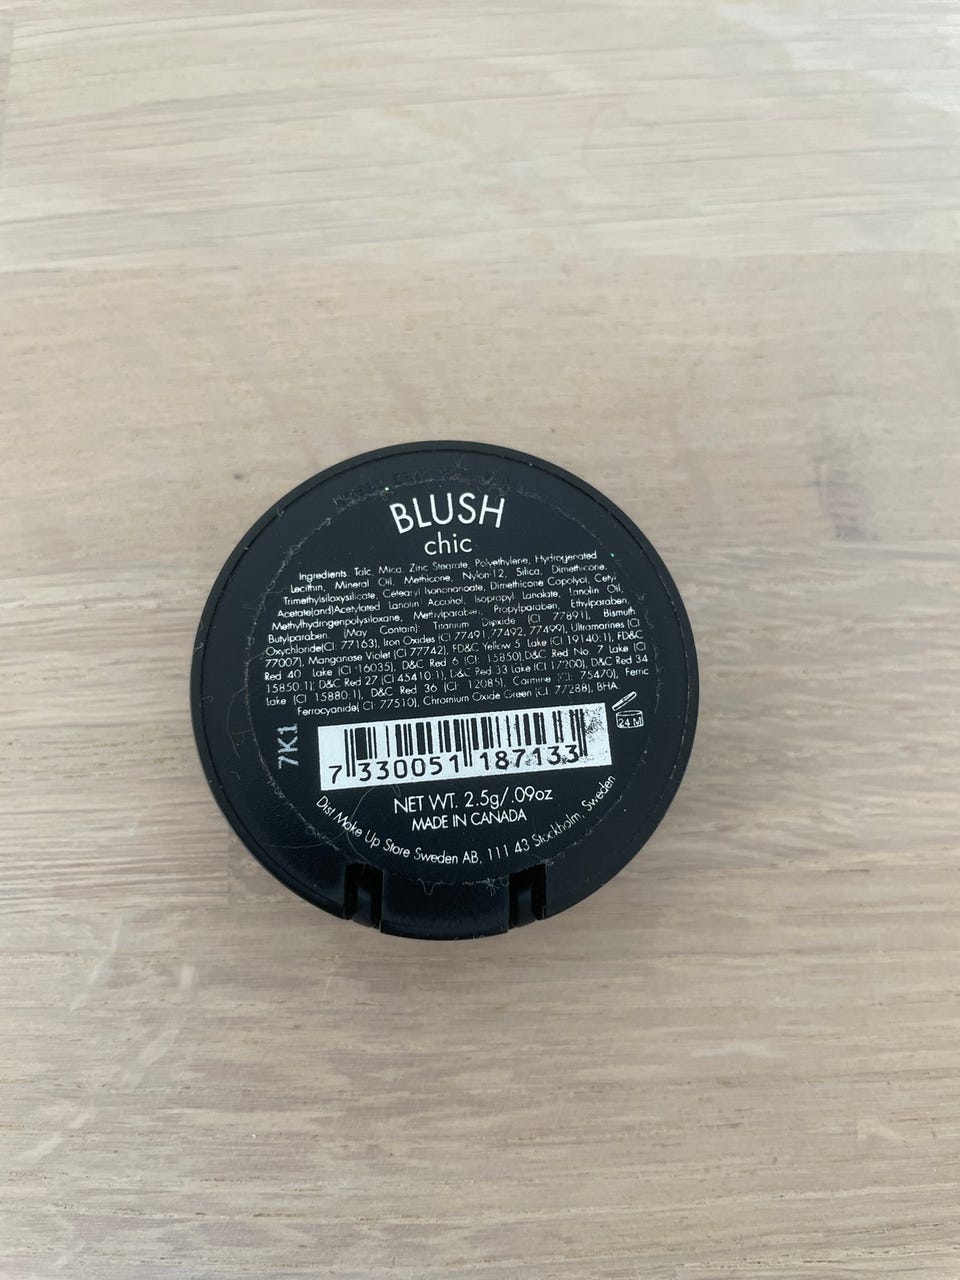 BLUSH
chic
Ingredients: Talc, Mica, Zinc Stearate, Polyethylene, Hydrogenated
Lecithin, Mineral Oil, Methicone, Nylon-12, Silica, Dimethicone,
Trimethylsiloxysilicate, Cetearyl Isononanoate, Dimethicone Copolyol, Cetyl
Acetate(and)Acetylated Lanolin Alcohol, Isopropyl Lanolate, Lanolin Oil,
Methylhydrogenpolysiloxane, Methylparaben, Propylparaben, Ethylparaben,
Butylparaben, (May Contain): Titanium Dioxide (CI 77891), Bismuth
Oxychloride(CI: 77163), Iron Oxides (CI 77491,77492, 77499), Ultramarines (CI
77007), Manganase Violet (CI 77742), FD&C Yellow 5 Lake (CI 19140:1), FD&C
Red 40 Lake (CI 16035), D&C Red 6 (CI: 15850),D&C Red No. 7 Lake (CI
15850:1), D&C Red 27 (CI 45410:1), D&C Red 33 Lake (CI 17200), D&C Red 34
Lake (CI 15880:1), D&C Red 36 (CI: 12085), Carmine (CI: 75470), Ferric
Ferrocyanide( CI: 77510), Chromium Oxide Green (CI. 77288), BHA
24 M
7K1
7 330051 187133
NET WT. 2.5g/.09oz
MADE IN CANADA
Dist Make Up Store Sweden AB, 111 43 Stockholm, Sweden